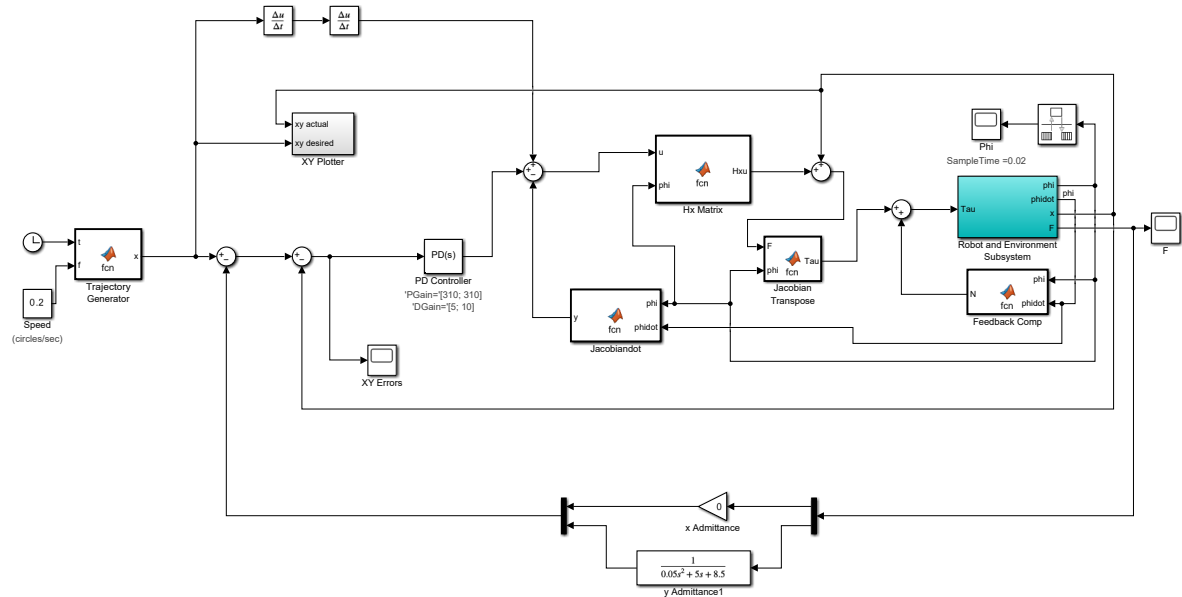 Δu
Δt
Δu
Δt
xy actual
xy desired
XY Plotter
u
phi
Hxu
fcn
Hx Matrix
Phi
SampleTime =0.02
Tau
phi
phidot
x
F
phi
Robot and Environment
Subsystem
F
t
f
x
fcn
Trajectory
Generator
0.2
Speed
(circles/sec)
PD(s)
PD Controller
'PGain='[310; 310]
'DGain='[5; 10]
F
phi
Tau
fcn
Jacobian
Transpose
N
fcn
phi
phidot
Feedback Comp
y
fcn
phi
phidot
Jacobiandot
XY Errors
0
x Admittance
1
0.05s² + 5s + 8.5
y Admittance1